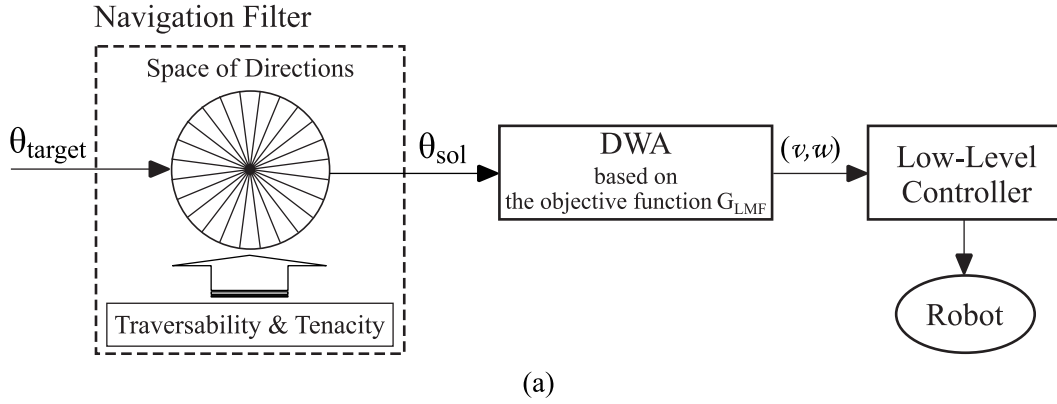 Navigation Filter
Space of Directions
θtarget
θsol
DWA
based on
the objective function GLMF
(v,w)
Low-Level
Controller
Traversability & Tenacity
Robot
(a)